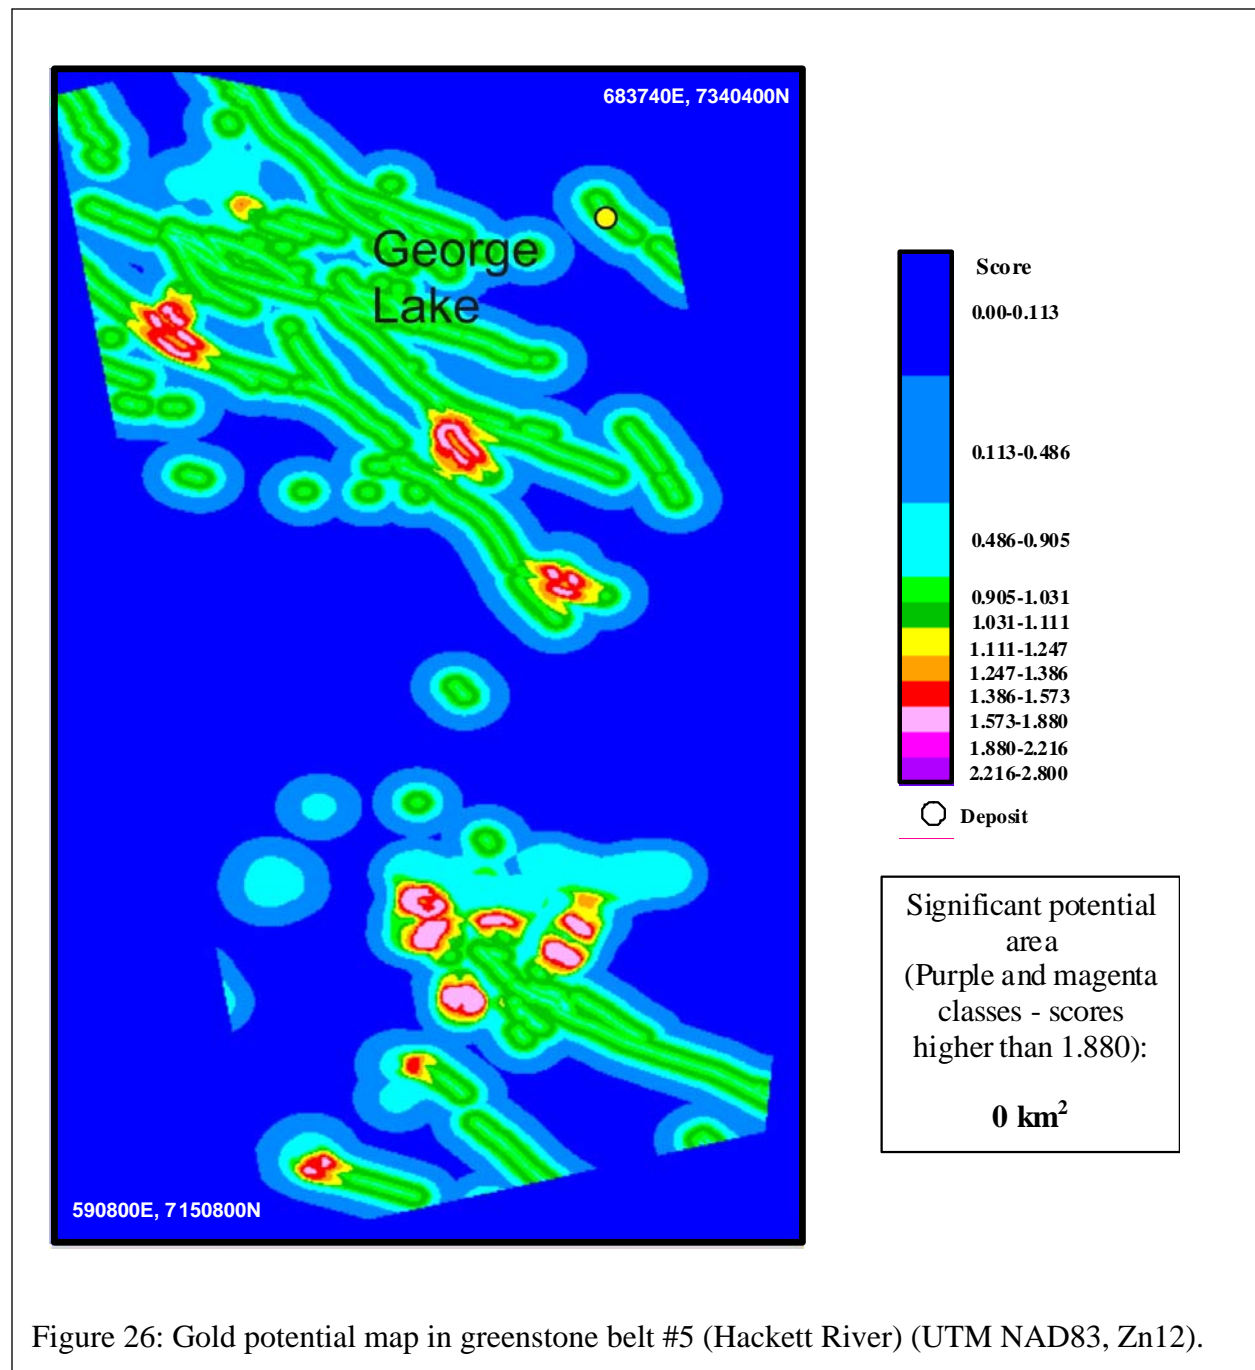 683740E, 7340400N
George
Lake
590800E, 7150800N
Score
0.00-0.113
0.113-0.486
0.486-0.905
0.905-1.031
1.031-1.111
1.111-1.247
1.247-1.386
1.386-1.573
1.573-1.880
1.880-2.216
2.216-2.800
Deposit
Significant potential
area
(Purple and magenta
classes - scores
higher than 1.880):
0 km²
Figure 26: Gold potential map in greenstone belt #5 (Hackett River) (UTM NAD83, Zn12).